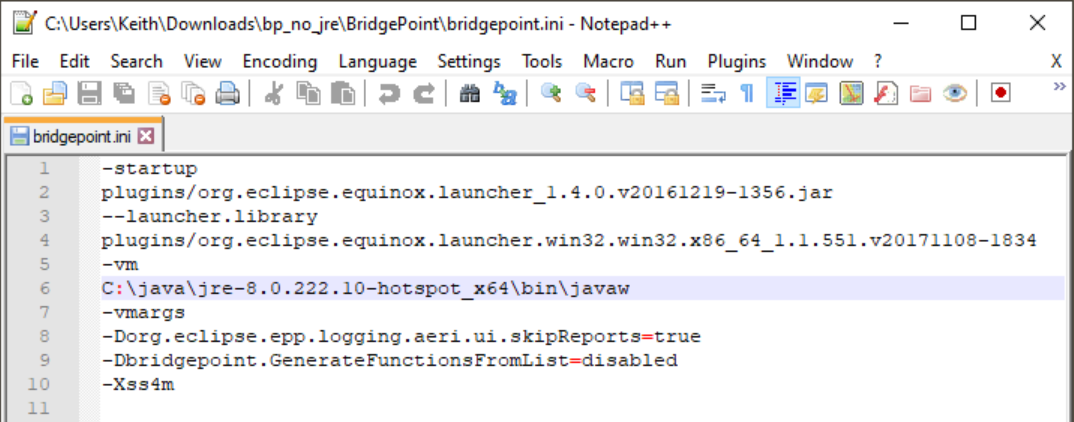 C:\Users\Keith\Downloads\bp_no_jre\BridgePoint\bridgepoint.ini - Notepad++
File Edit Search View Encoding Language Settings Tools Macro Run Plugins Window ? X
bridgepoint.ini
1 -startup
2 plugins/org.eclipse.equinox.launcher_1.4.0.v20161219-1356.jar
3 --launcher.library
4 plugins/org.eclipse.equinox.launcher.win32.win32.x86_64_1.1.551.v20171108-1834
5 -vm
6 C:\java\jre-8.0.222.10-hotspot_x64\bin\javaw
7 -vmargs
8 -Dorg.eclipse.epp.logging.aeri.ui.skipReports=true
9 -Dbridgepoint.GenerateFunctionsFromList=disabled
10 -Xss4m
11